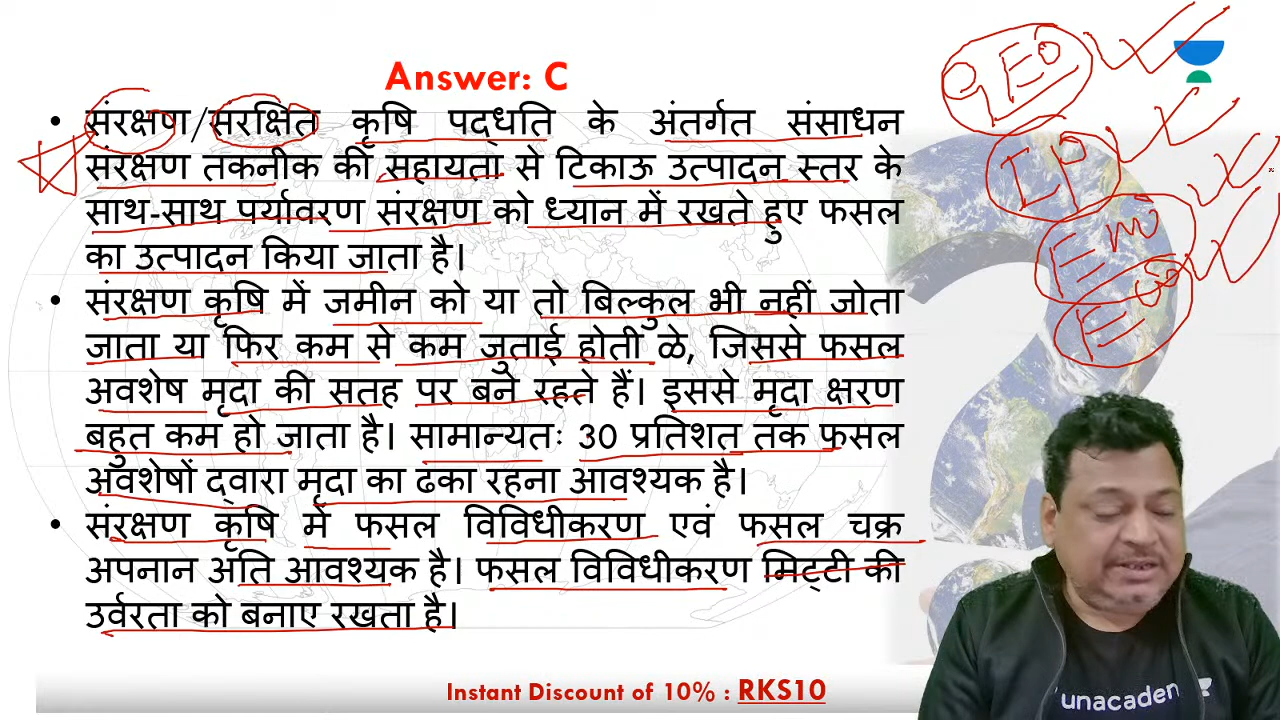 Answer: C
• संरक्षण/संरक्षित कृषि पद्धति के अंतर्गत संसाधन
संरक्षण तकनीक की सहायता से टिकाऊ उत्पादन स्तर के
साथ-साथ पर्यावरण संरक्षण को ध्यान में रखते हुए फसल
का उत्पादन किया जाता है।
• संरक्षण कृषि में जमीन को या तो बिल्कुल भी नहीं जोता
जाता या फिर कम से कम जुताई होती ळे, जिससे फसल
अवशेष मृदा की सतह पर बने रहते हैं। इससे मृदा क्षरण
बहुत कम हो जाता है। सामान्यतः 30 प्रतिशत तक फसल
अवशेषों द्वारा मृदा का ढका रहना आवश्यक है।
• संरक्षण कृषि में फसल विविधीकरण एवं फसल चक्र
अपनान अति आवश्यक है। फसल विविधीकरण मिट्टी की
उर्वरता को बनाए रखता है।
Instant Discount of 10% : RKS10